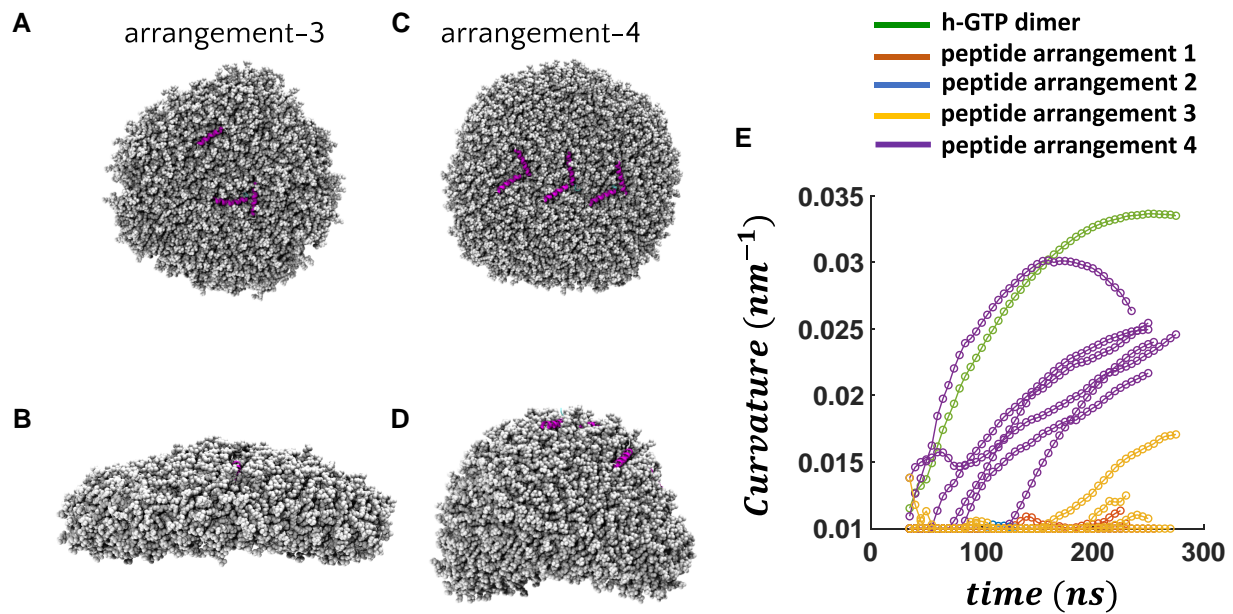 A
arrangement-3
C
arrangement-4
B
D
E
h-GTP dimer
peptide arrangement 1
peptide arrangement 2
peptide arrangement 3
peptide arrangement 4
Curvature (nm⁻¹)
0.035
0.03
0.025
0.02
0.015
0.01
0 100 200 300
time (ns)